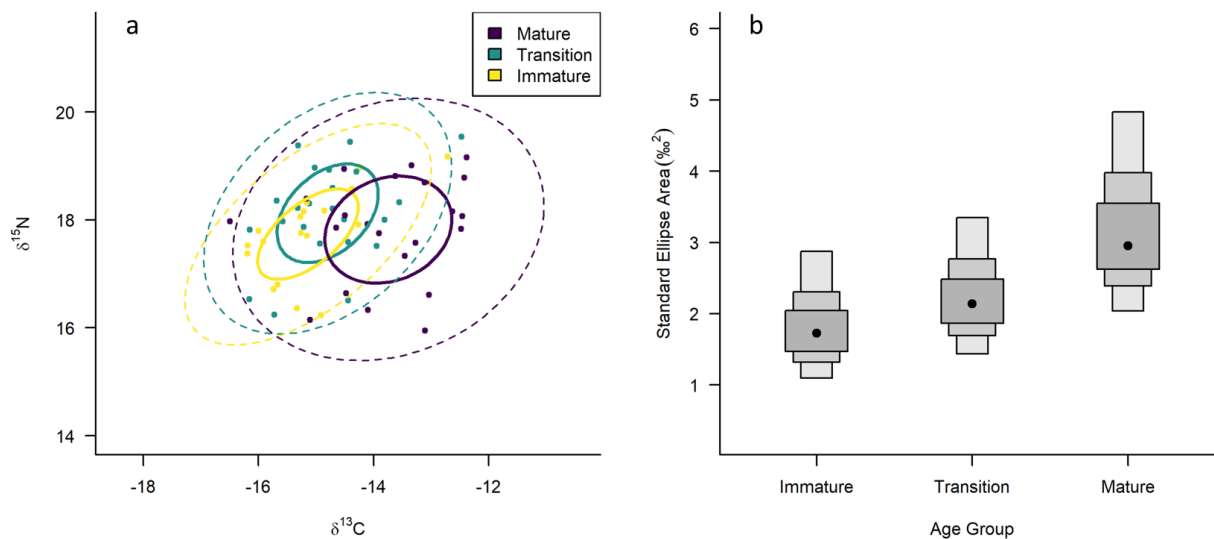 a
Mature
Transition
Immature
20
18
16
14
δ15N
-18
-16
-14
-12
δ13C
b
6
5
4
3
2
1
Standard Ellipse Area(‰²)
Immature
Transition
Mature
Age Group